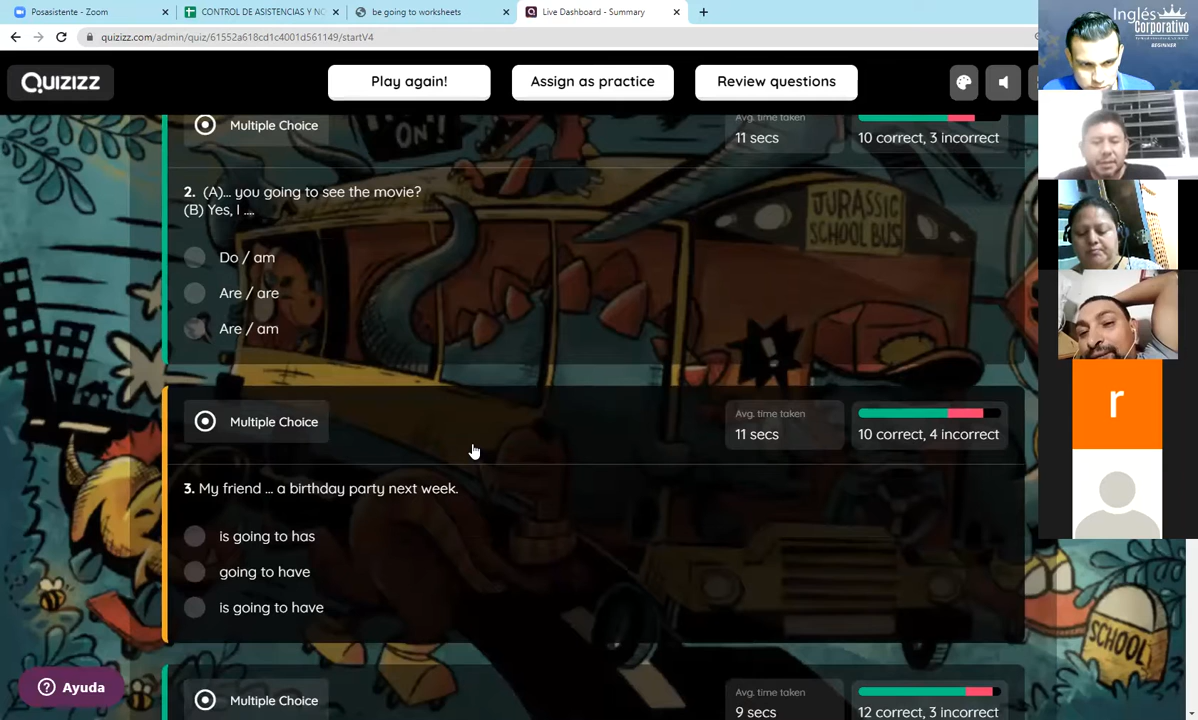 Posasistente - Zoom
CONTROL DE ASISTENCIAS Y NO
be going to worksheets
Live Dashboard - Summary
quizizz.com/admin/quiz/61552a618cd1c4001d561149/startV4
Inglés
Corporativo
BEGINNER
QUIZIZZ
Play again!
Assign as practice
Review questions
ON!
Multiple Choice
Avg. time taken
11 secs
10 correct, 3 incorrect
2. (A)... you going to see the movie?
(B) Yes, I ....
JURASSIC
SCHOOL BUS
Do / am
Are / are
Are / am
Multiple Choice
Avg. time taken
11 secs
10 correct, 4 incorrect
r
3. My friend ... a birthday party next week.
is going to has
going to have
is going to have
SCHOOL
Ayuda
Multiple Choice
Avg. time taken
9 secs
12 correct, 3 incorrect